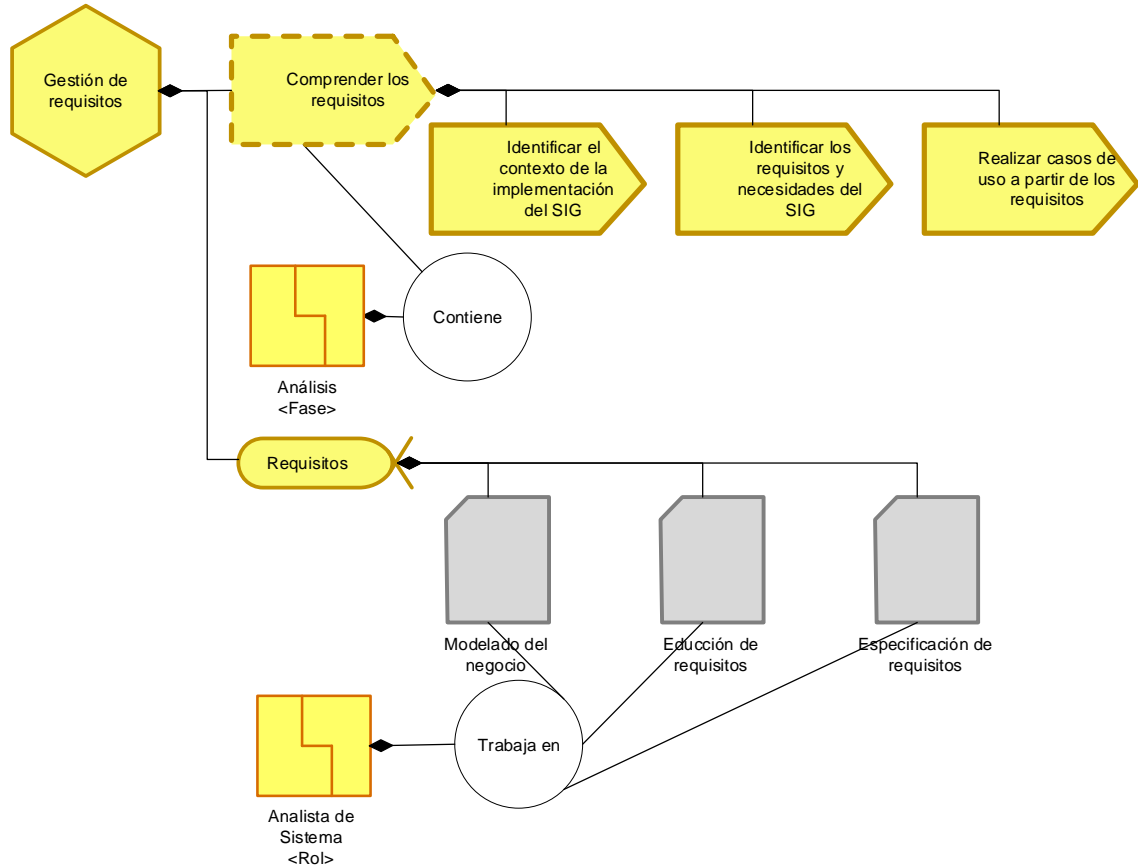 Gestión de
requisitos
Comprender los
requisitos
Identificar el
contexto de la
implementación
del SIG
Identificar los
requisitos y
necesidades del
SIG
Realizar casos de
uso a partir de los
requisitos
Contiene
Análisis
<Fase>
Requisitos
Modelado del
negocio
Educción de
requisitos
Especificación de
requisitos
Trabaja en
Analista de
Sistema
<Rol>